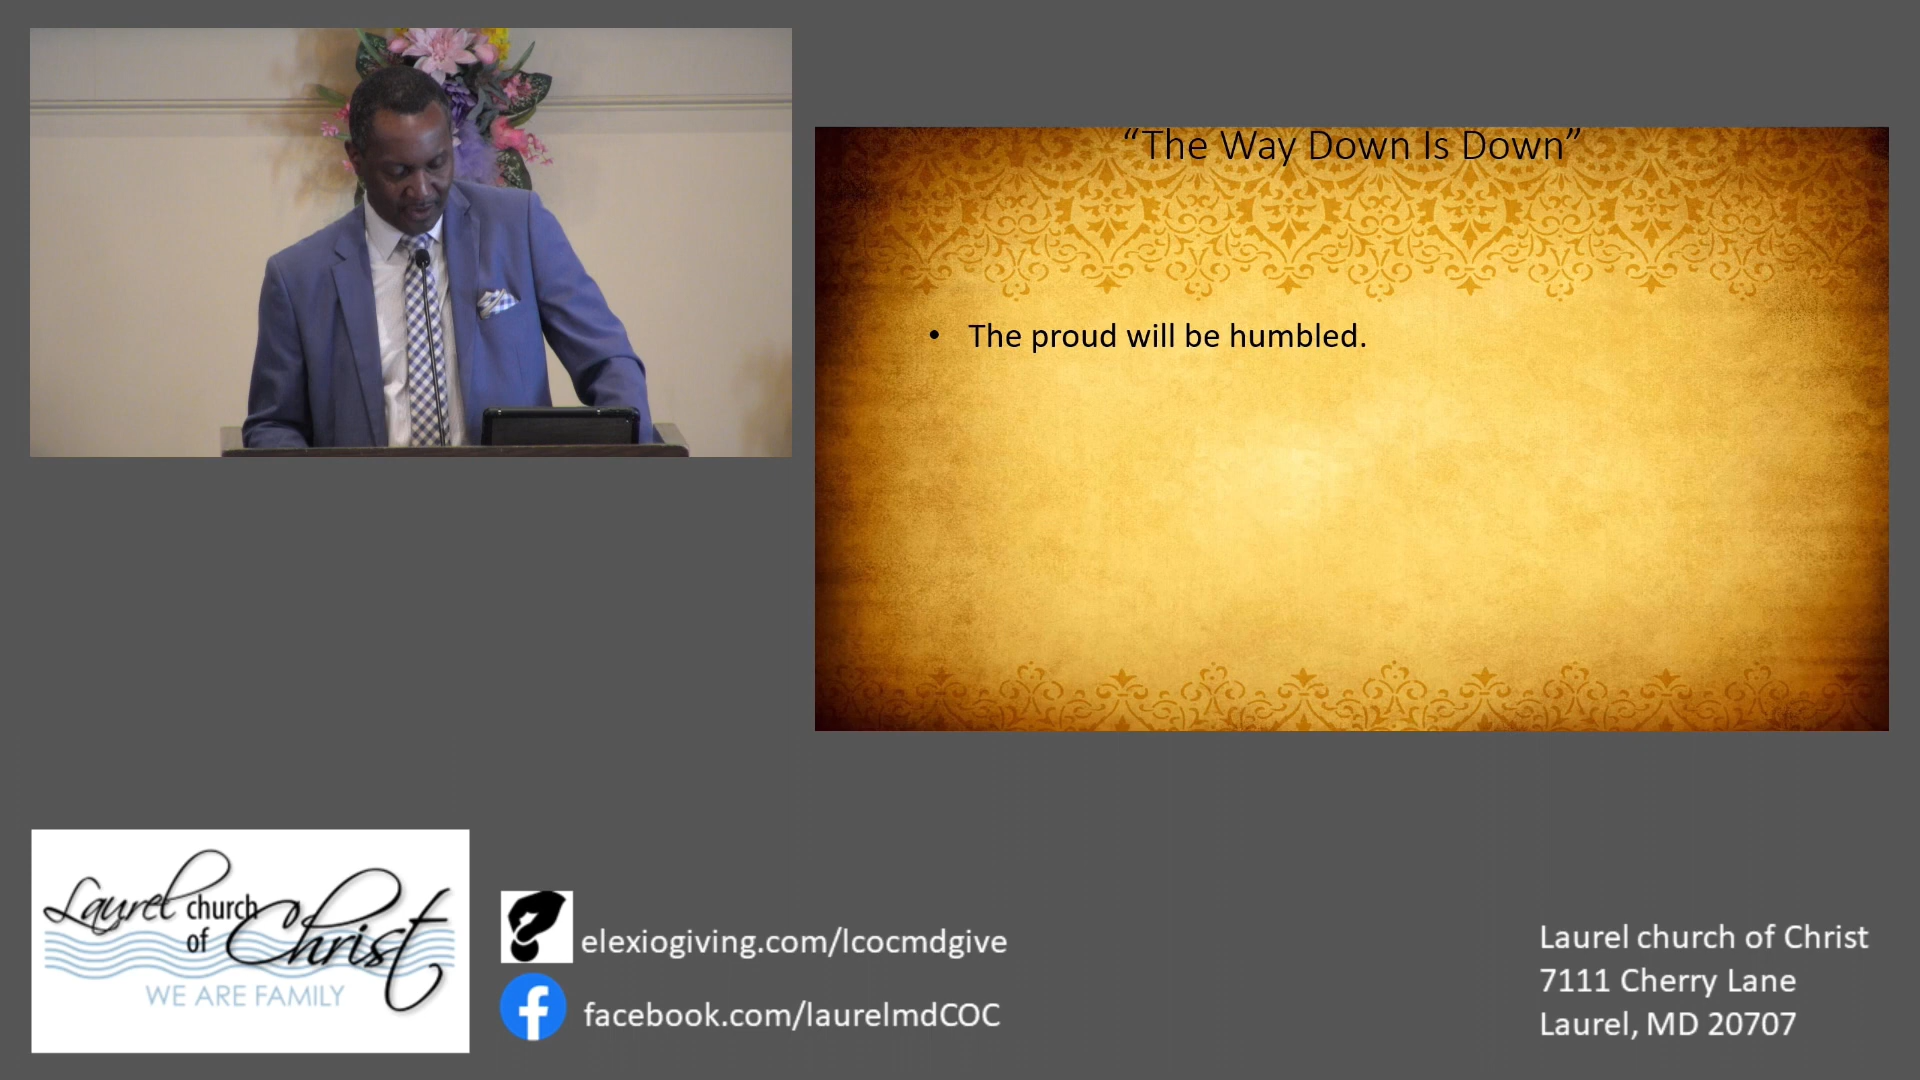 “The Way Down Is Down”
• The proud will be humbled.
Laurel church of Christ
WE ARE FAMILY
elexiogiving.com/lcocmdgive
facebook.com/laurelmdCOC
Laurel church of Christ
7111 Cherry Lane
Laurel, MD 20707